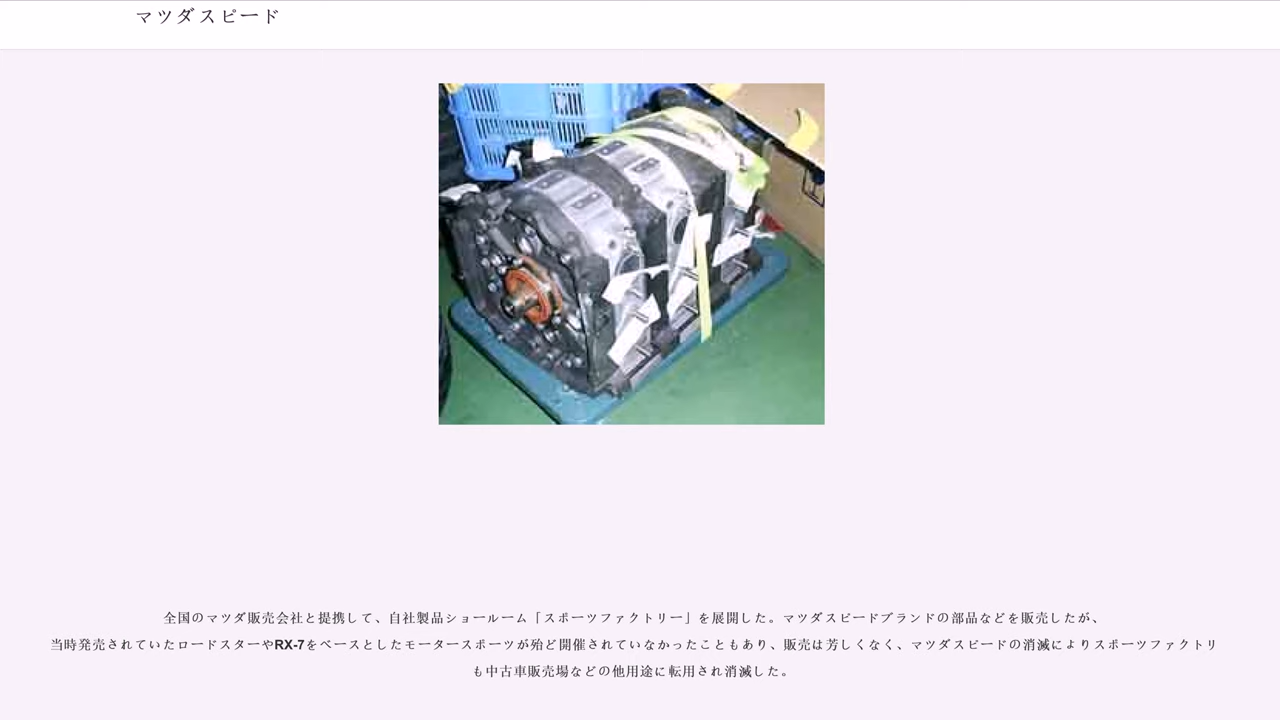 マツダスピード
全国のマツダ販売会社と提携して、自社製品ショールーム「スポーツファクトリー」を展開した。マツダスピードブランドの部品などを販売したが、
当時発売されていたロードスターやRX-7をベースとしたモータースポーツが殆ど開催されていなかったこともあり、販売は芳しくなく、マツダスピードの消滅によりスポーツファクトリ
も中古車販売場などの他用途に転用され消滅した。